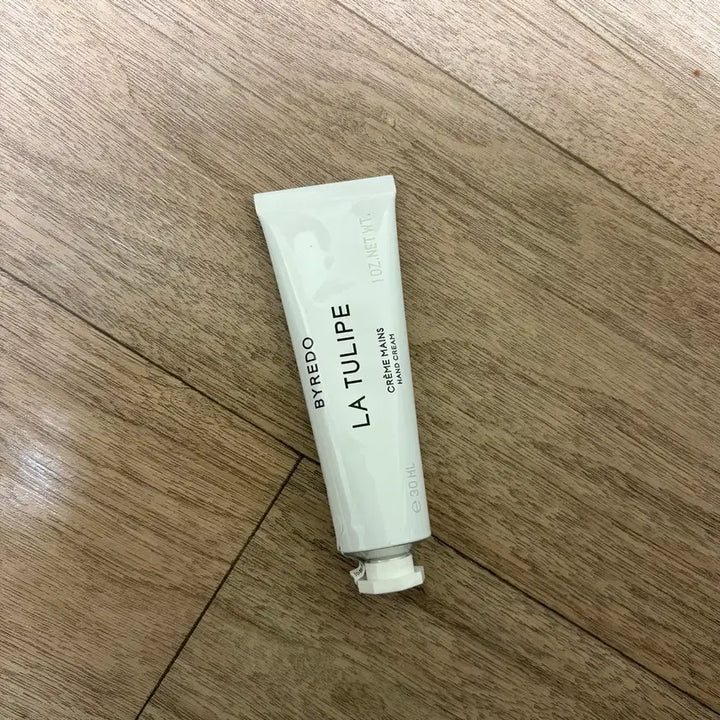 BYREDO
LA TULIPE
CRÈME MAINS
HAND CREAM
1 OZ. NET WT.
℮ 30 ML